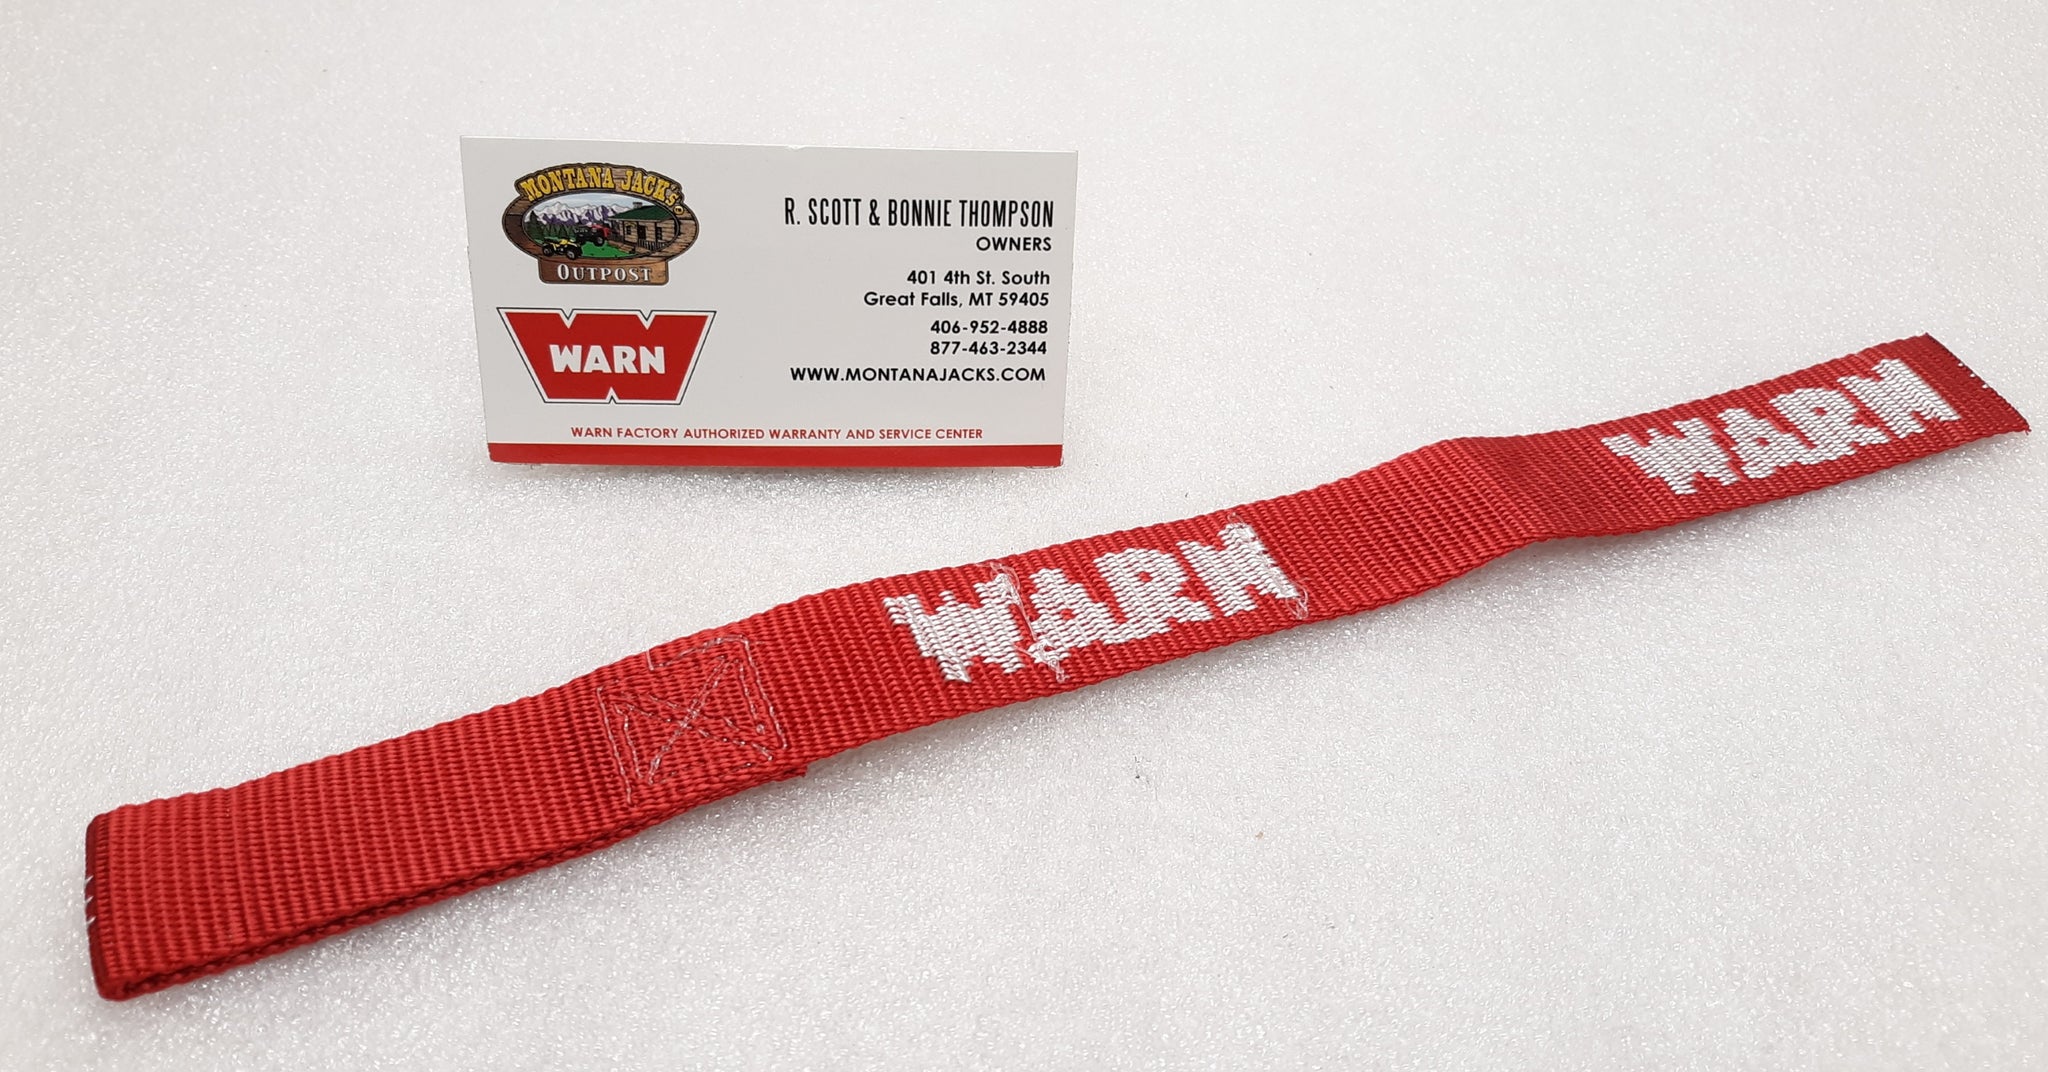 MONTANA JACK'S
OUTPOST
WARN
R. SCOTT & BONNIE THOMPSON
OWNERS
401 4th St. South
Great Falls, MT 59405
406-952-4888
877-463-2344
WWW.MONTANAJACKS.COM
WARN FACTORY AUTHORIZED WARRANTY AND SERVICE CENTER
WARN
WARN